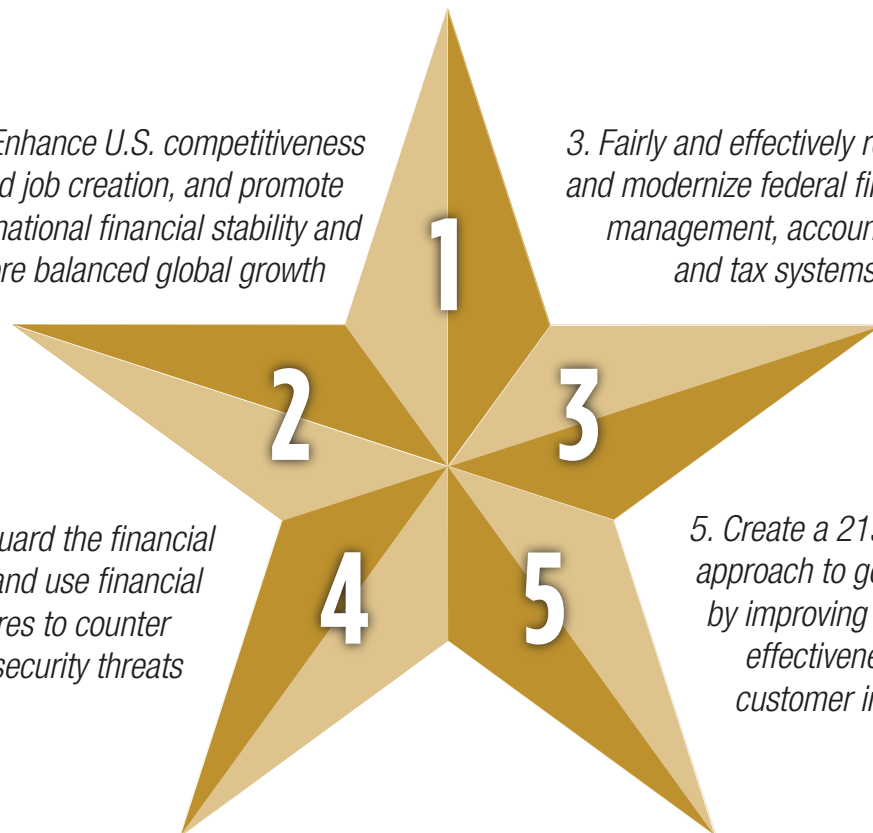 Enhance U.S. competitiveness
d job creation, and promote
national financial stability and
re balanced global growth
3. Fairly and effectively r
and modernize federal fi
management, accoun
and tax systems
1
2
3
uard the financial
and use financial
res to counter
security threats
4
5
5. Create a 21
approach to g
by improving
effectivene
customer i